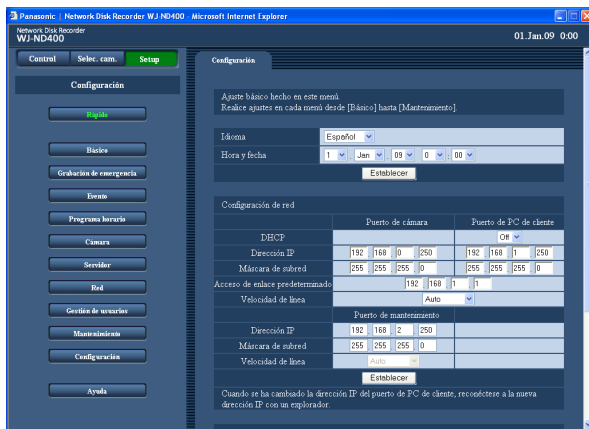 Panasonic | Network Disk Recorder WJ-ND400 - Microsoft Internet Explorer
Network Disk Recorder
WJ-ND400
01.Jan.09 0:00
Control Selec. cam. Setup
Configuración
Rápido
Básico
Grabación de emergencia
Evento
Programa horario
Cámara
Servidor
Red
Gestión de usuarios
Mantenimiento
Configuración
Ayuda
Configuración
Ajuste básico hecho en este menú
Realice ajustes en cada menú desde [Básico] hasta [Mantenimiento].
Idioma Español
Hora y fecha 1 . Jan . 09 0 : 00
Establecer
Configuración de red
Puerto de cámara Puerto de PC de cliente
DHCP Off
Dirección IP 192 . 168 . 0 . 250 192 . 168 . 1 . 250
Máscara de subred 255 . 255 . 255 . 0 255 . 255 . 255 . 0
Acceso de enlace predeterminado 192 . 168 . 1 . 1
Velocidad de línea Auto
Puerto de mantenimiento
Dirección IP 192 . 168 . 2 . 250
Máscara de subred 255 . 255 . 255 . 0
Velocidad de línea Auto
Establecer
Cuando se ha cambiado la dirección IP del puerto de PC de cliente, reconéctese a la nueva
dirección IP con un explorador.